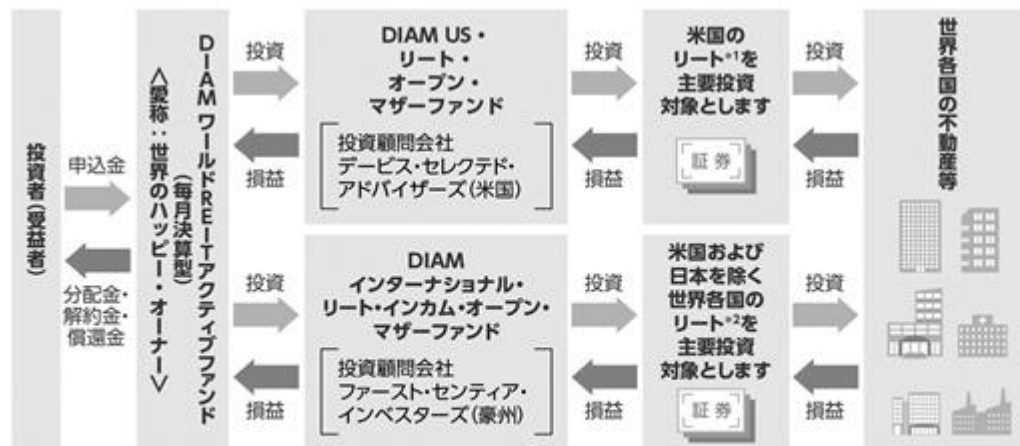 投資者(受益者)
申込金
分配金・
解約金・
償還金
DIAM ワールドREITアクティブファンド
(毎月決算型)
<愛称:世界のハッピー・オーナー>
投資
損益
投資
損益
DIAM US・
リート・
オープン・
マザーファンド
投資顧問会社
デービス・セレクテド・
アドバイザーズ(米国)
DIAM
インターナショナル・
リート・インカム・オープン・
マザーファンド
投資顧問会社
ファースト・センティア・
インベスターズ(豪州)
投資
損益
投資
損益
米国の
リート*1を
主要投資
対象とします
証券
米国および
日本を除く
世界各国の
リート*2を
主要投資
対象とします
証券
投資
損益
投資
損益
世界各国の不動産等